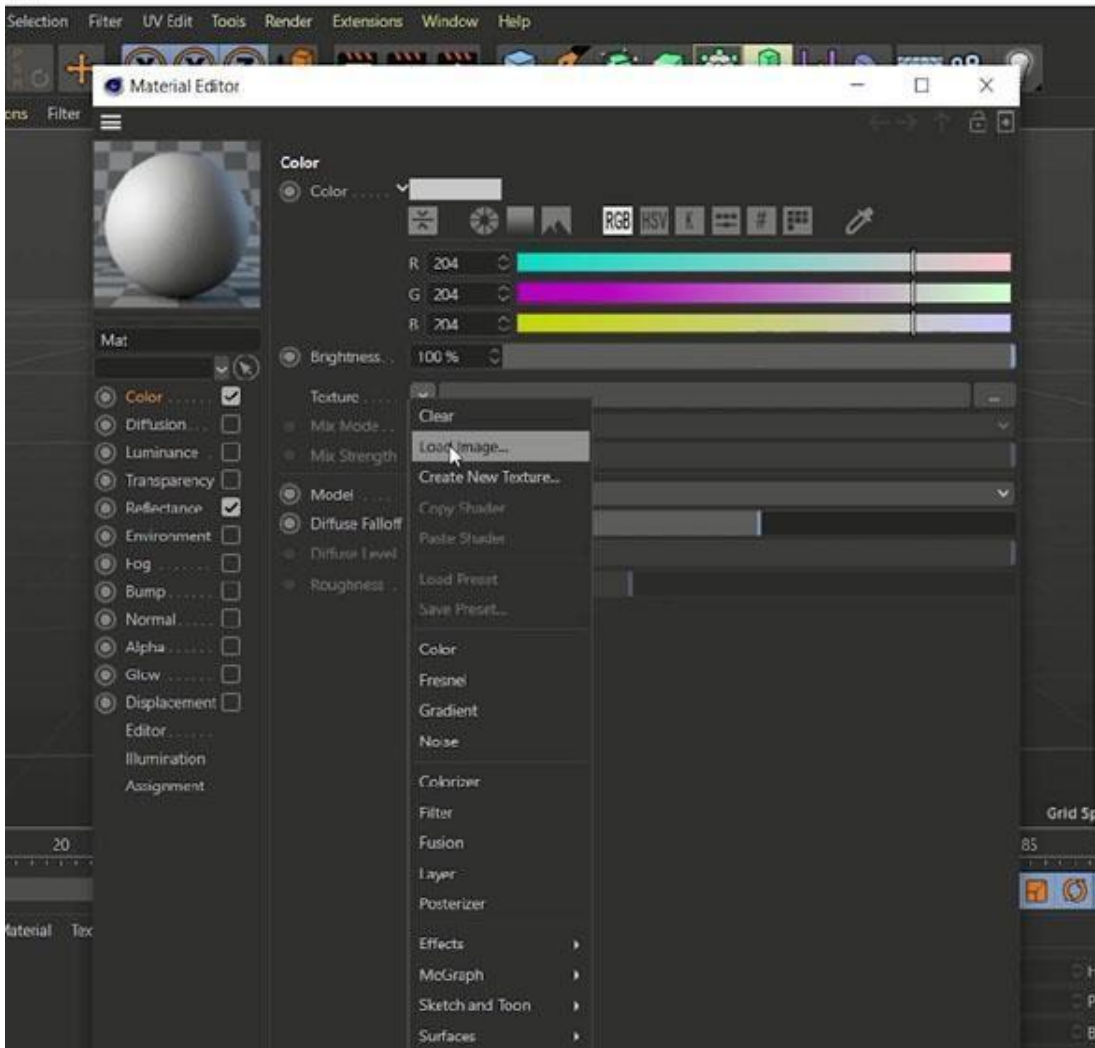 Selection Filter UV Edit Tools Render Extensions Window Help
Material Editor
ons Filter
Color
Color
RGB HSV K #
R 204
G 204
B 204
Mat
Brightness 100 %
Color Texture ...
Diffusion Mix Mode
Luminance Mix Strength
Transparency
Reflectance Model
Environment Diffuse Falloff
Fog Diffuse Level
Bump Roughness
Normal
Alpha
Glow
Displacement
Editor
Illumination
Assignment
Clear
Load Image...
Create New Texture...
Copy Shader
Paste Shader
Load Preset
Save Preset...
Color
Fresnel
Gradient
Noise
Colorizer
Filter
Fusion
Layer
Posterizer
Effects
MoGraph
Sketch and Toon
Surfaces
Grid Sp
20 85
Material Tex
H
P
B